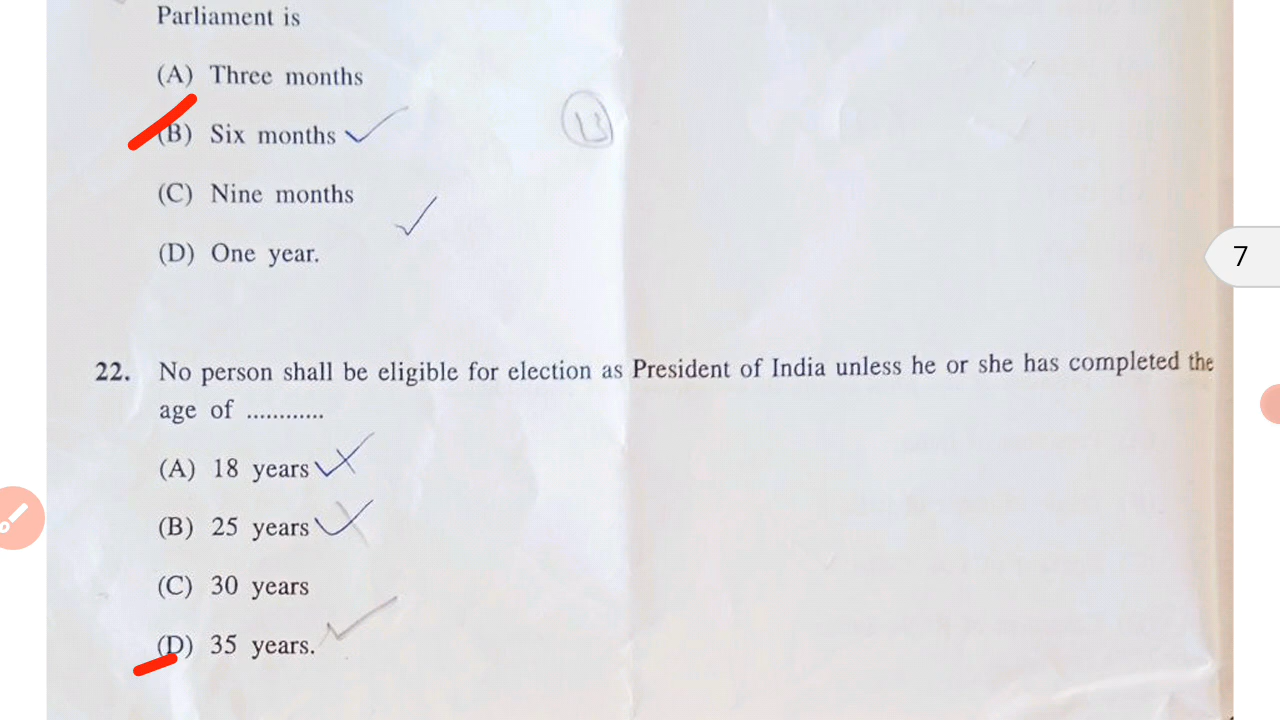 Parliament is
(A) Three months
(B) Six months
13
(C) Nine months
(D) One year.
7
22. No person shall be eligible for election as President of India unless he or she has completed the
age of ............
(A) 18 years
(B) 25 years
(C) 30 years
(D) 35 years.